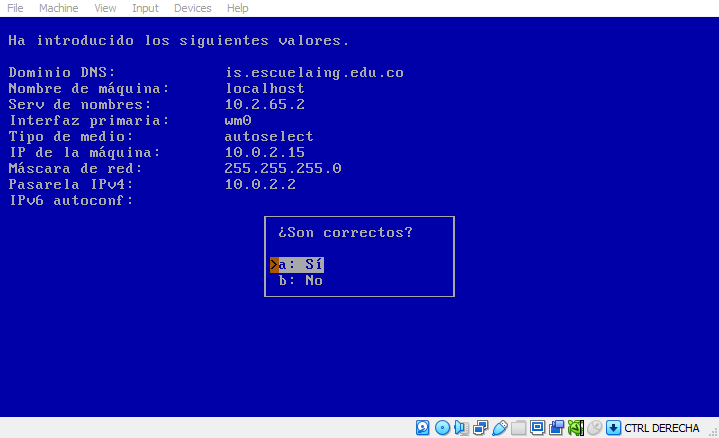 File Machine View Input Devices Help
Ha introducido los siguientes valores.
Dominio DNS: is.escuelaing.edu.co
Nombre de máquina: localhost
Serv de nombres: 10.2.65.2
Interfaz primaria: wm0
Tipo de medio: autoselect
IP de la máquina: 10.0.2.15
Máscara de red: 255.255.255.0
Pasarela IPv4: 10.0.2.2
IPv6 autoconf:
¿Son correctos?
>a: Sí
b: No
CTRL DERECHA